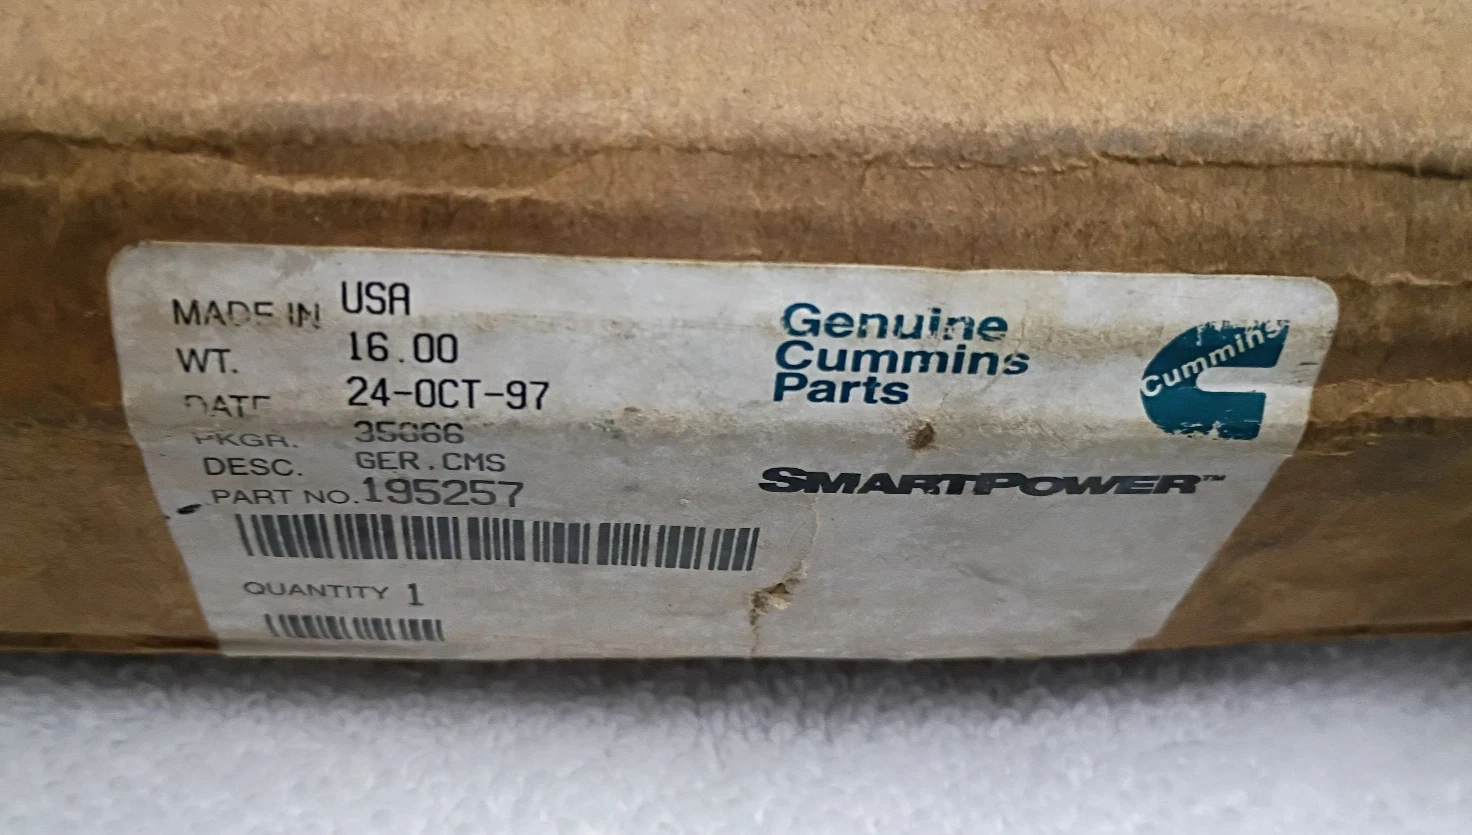 MADE IN USA
WT. 16.00
DATE 24-OCT-97
PKGR.
DESC. GER.CMS
PART NO. 195257
QUANTITY 1
Genuine
Cummins
Parts
Cummins
SMARTPOWER™